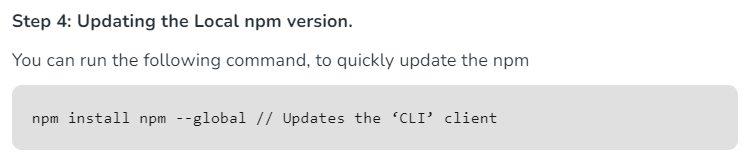 Step 4: Updating the Local npm version.
You can run the following command, to quickly update the npm
npm install npm --global // Updates the ‘CLI’ client